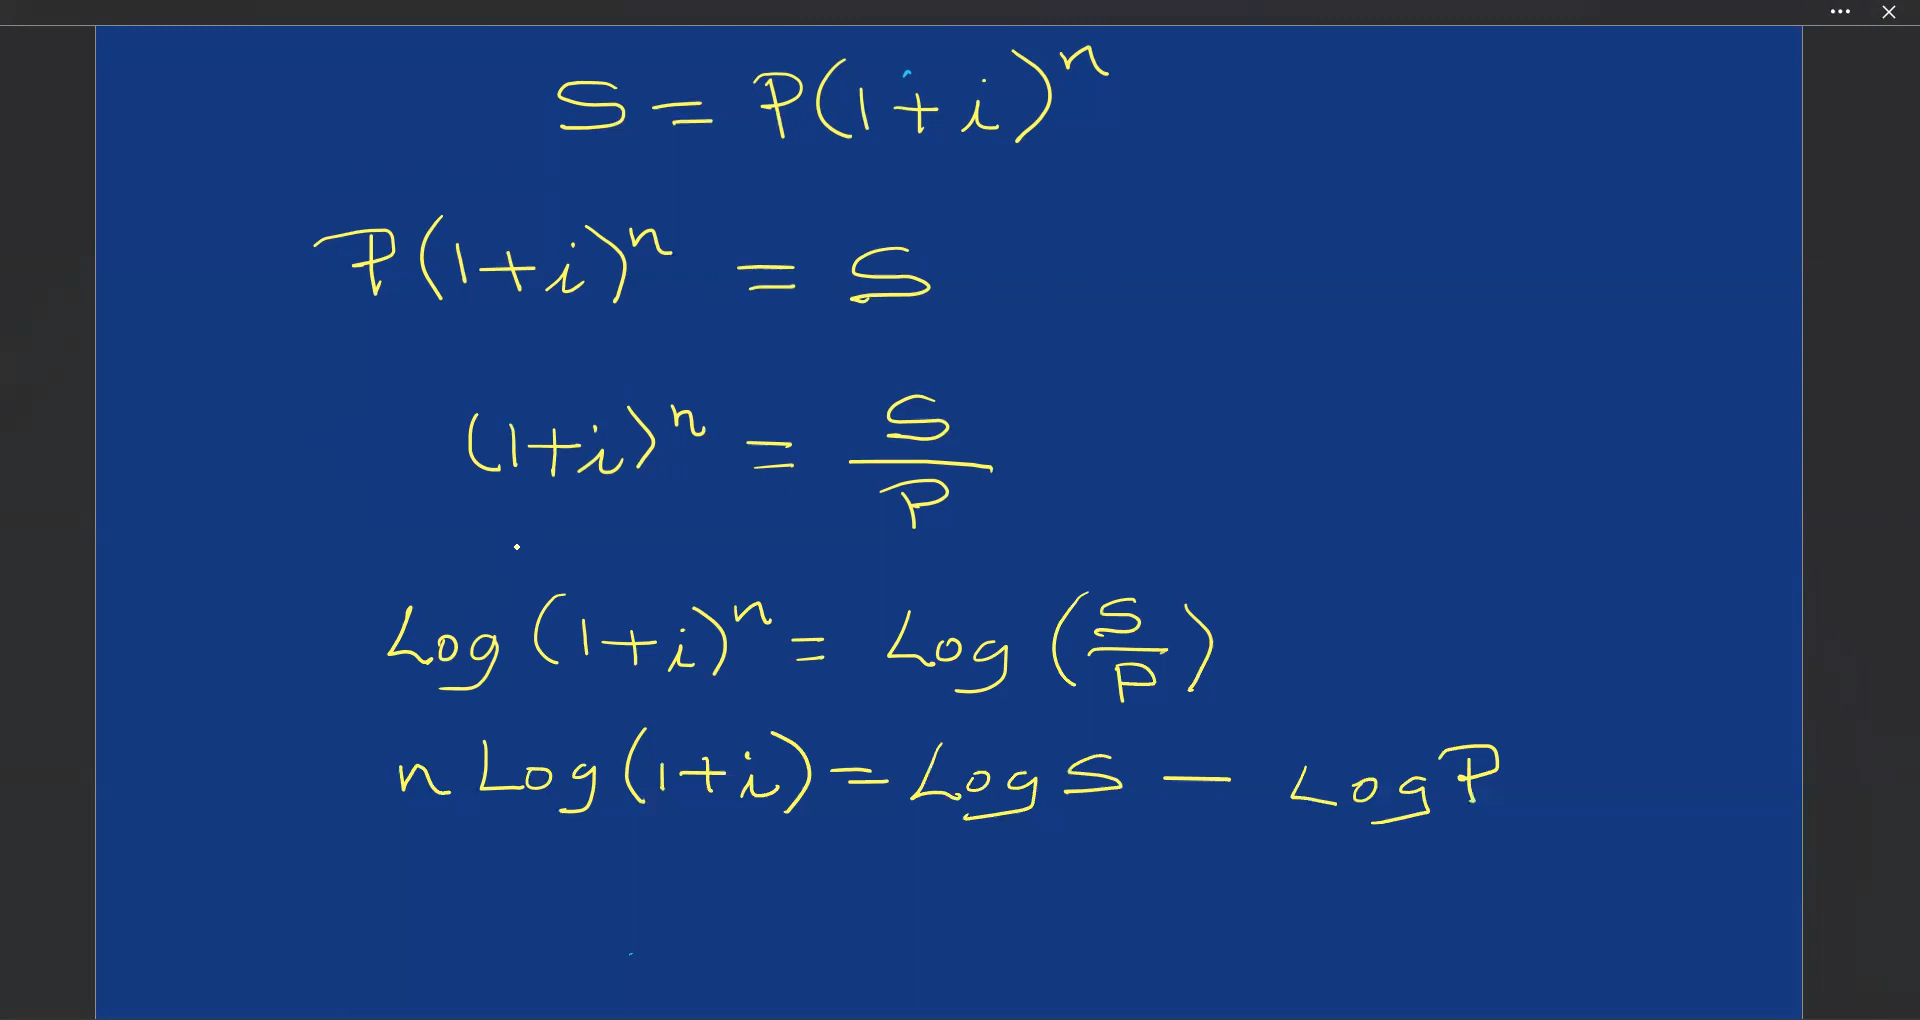 S = P(1+i)^n
P(1+i)^n = S
(1+i)^n = S/P
Log (1+i)^n = Log (S/P)
n Log (1+i) = Log S − Log P